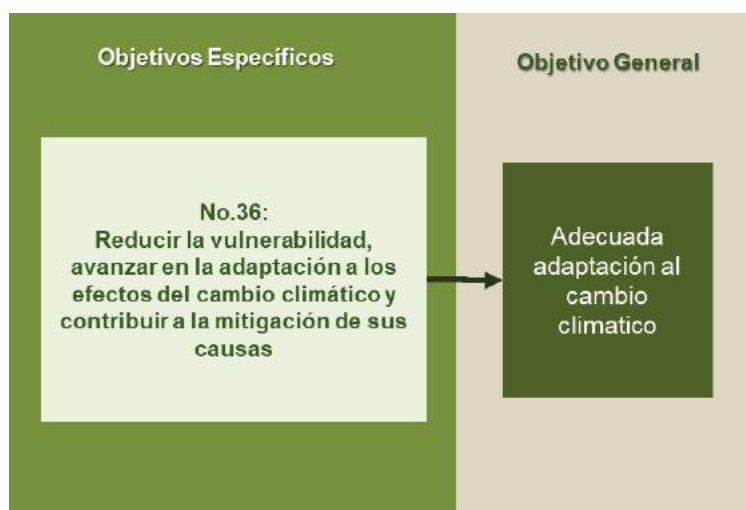 Objetivos Específicos
Objetivo General
No.36:
Reducir la vulnerabilidad,
avanzar en la adaptación a los
efectos del cambio climático y
contribuir a la mitigación de sus
causas
Adecuada
adaptación al
cambio
climatico